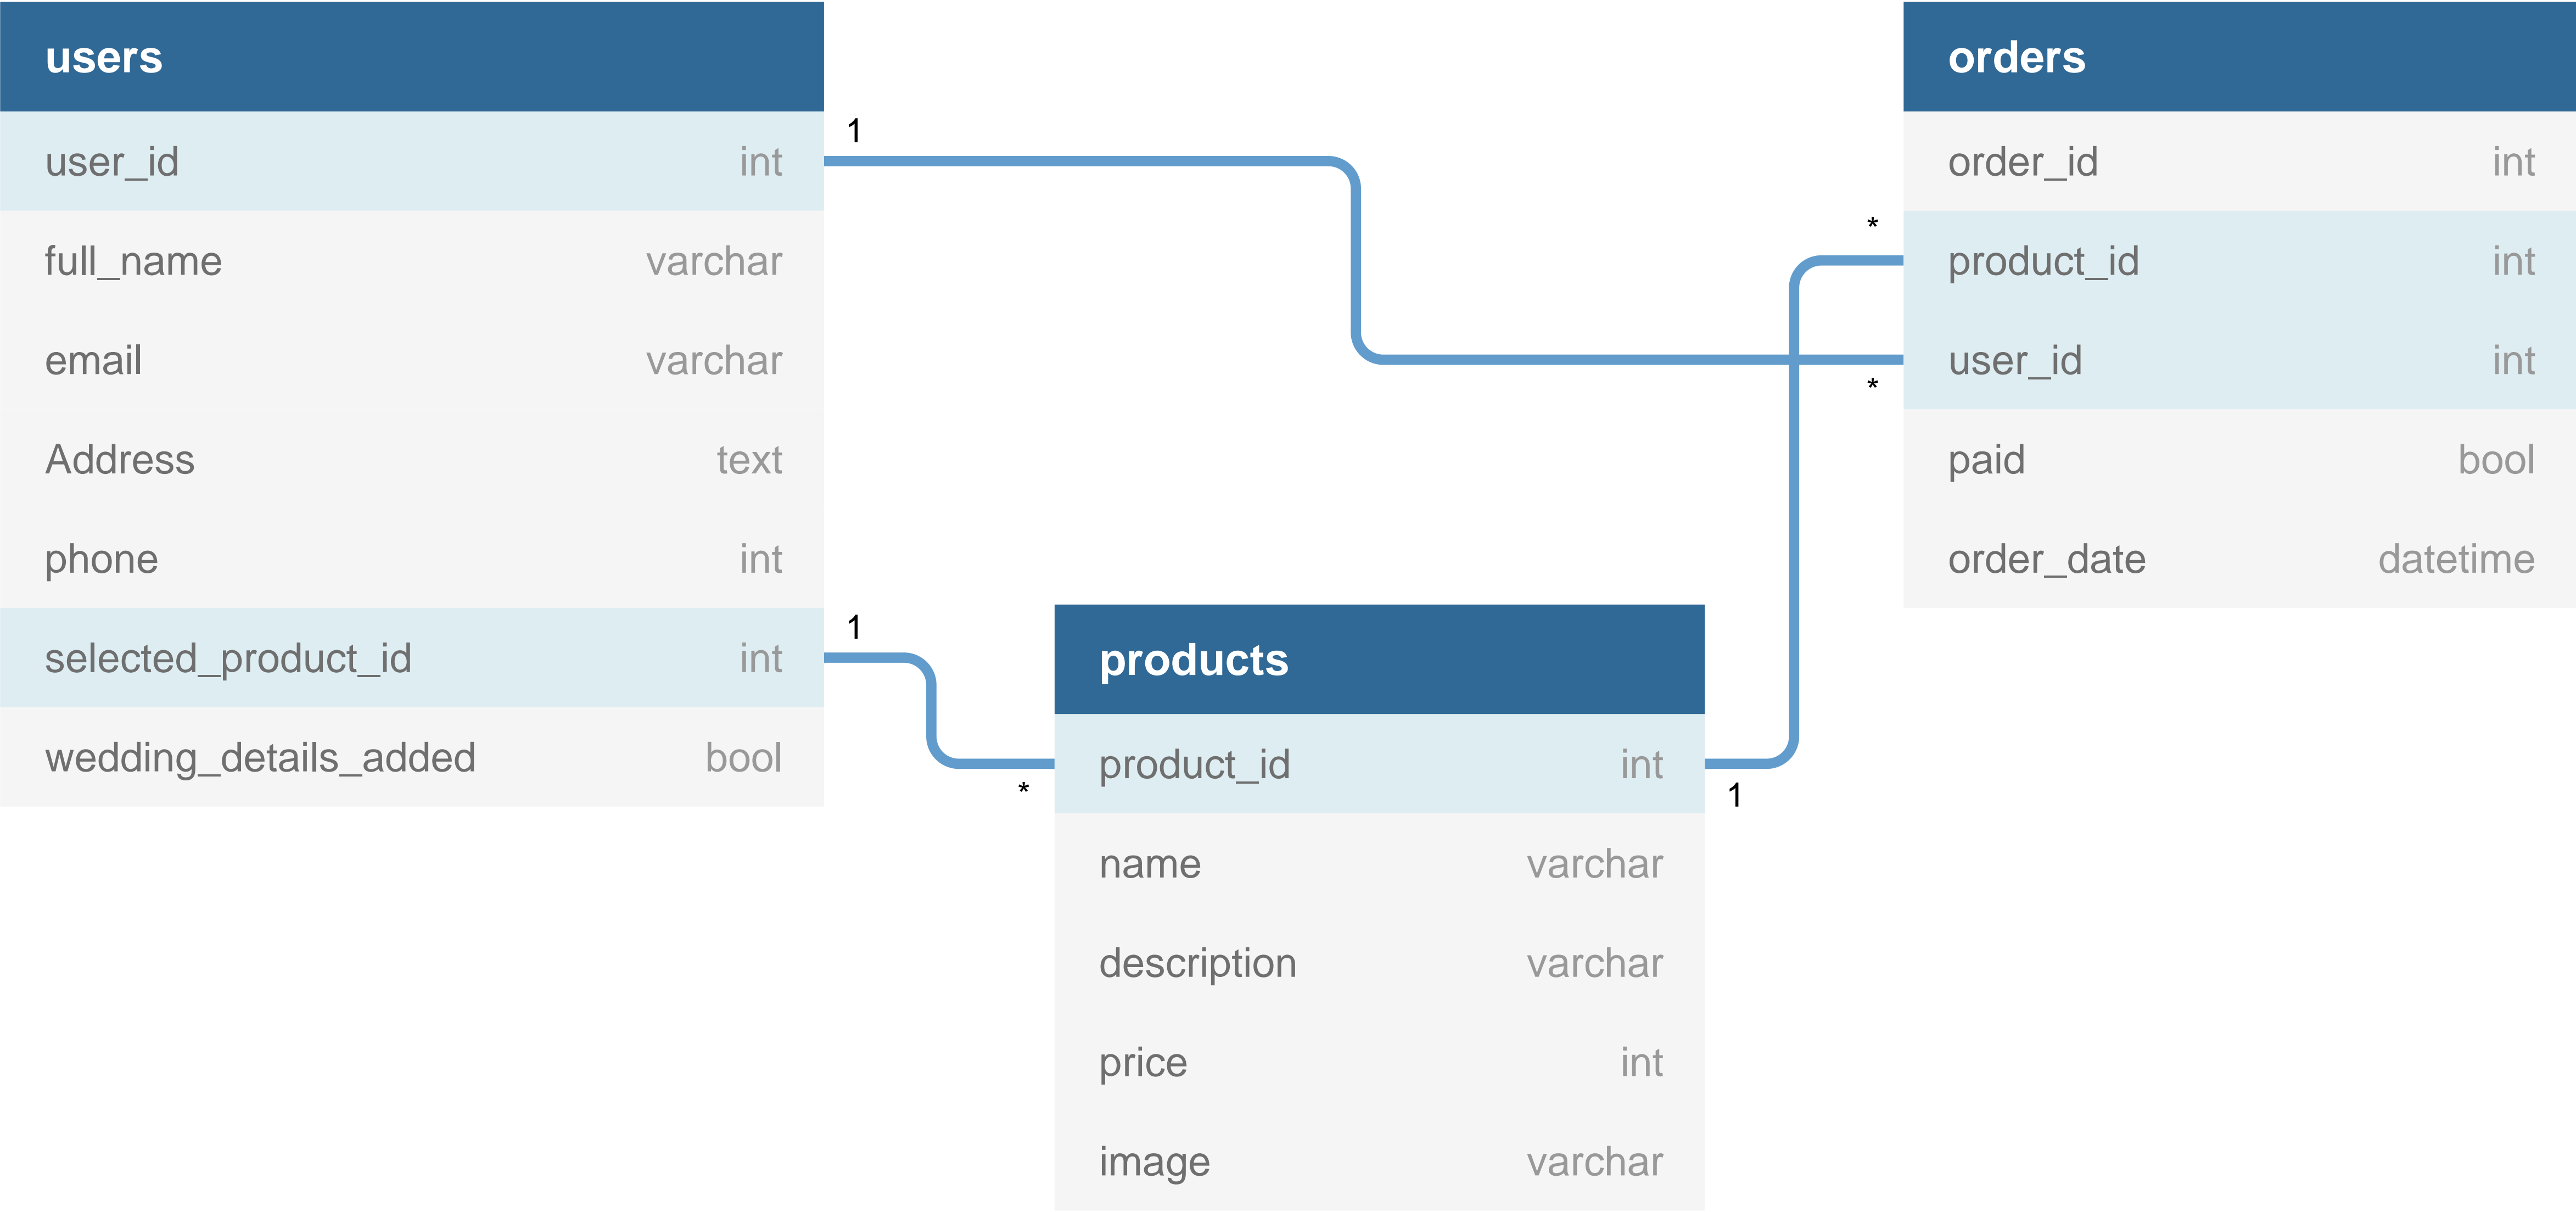 users
user_id int
full_name varchar
email varchar
Address text
phone int
selected_product_id int
wedding_details_added bool
1
1
*
products
product_id int
name varchar
description varchar
price int
image varchar
1
*
*
orders
order_id int
product_id int
user_id int
paid bool
order_date datetime